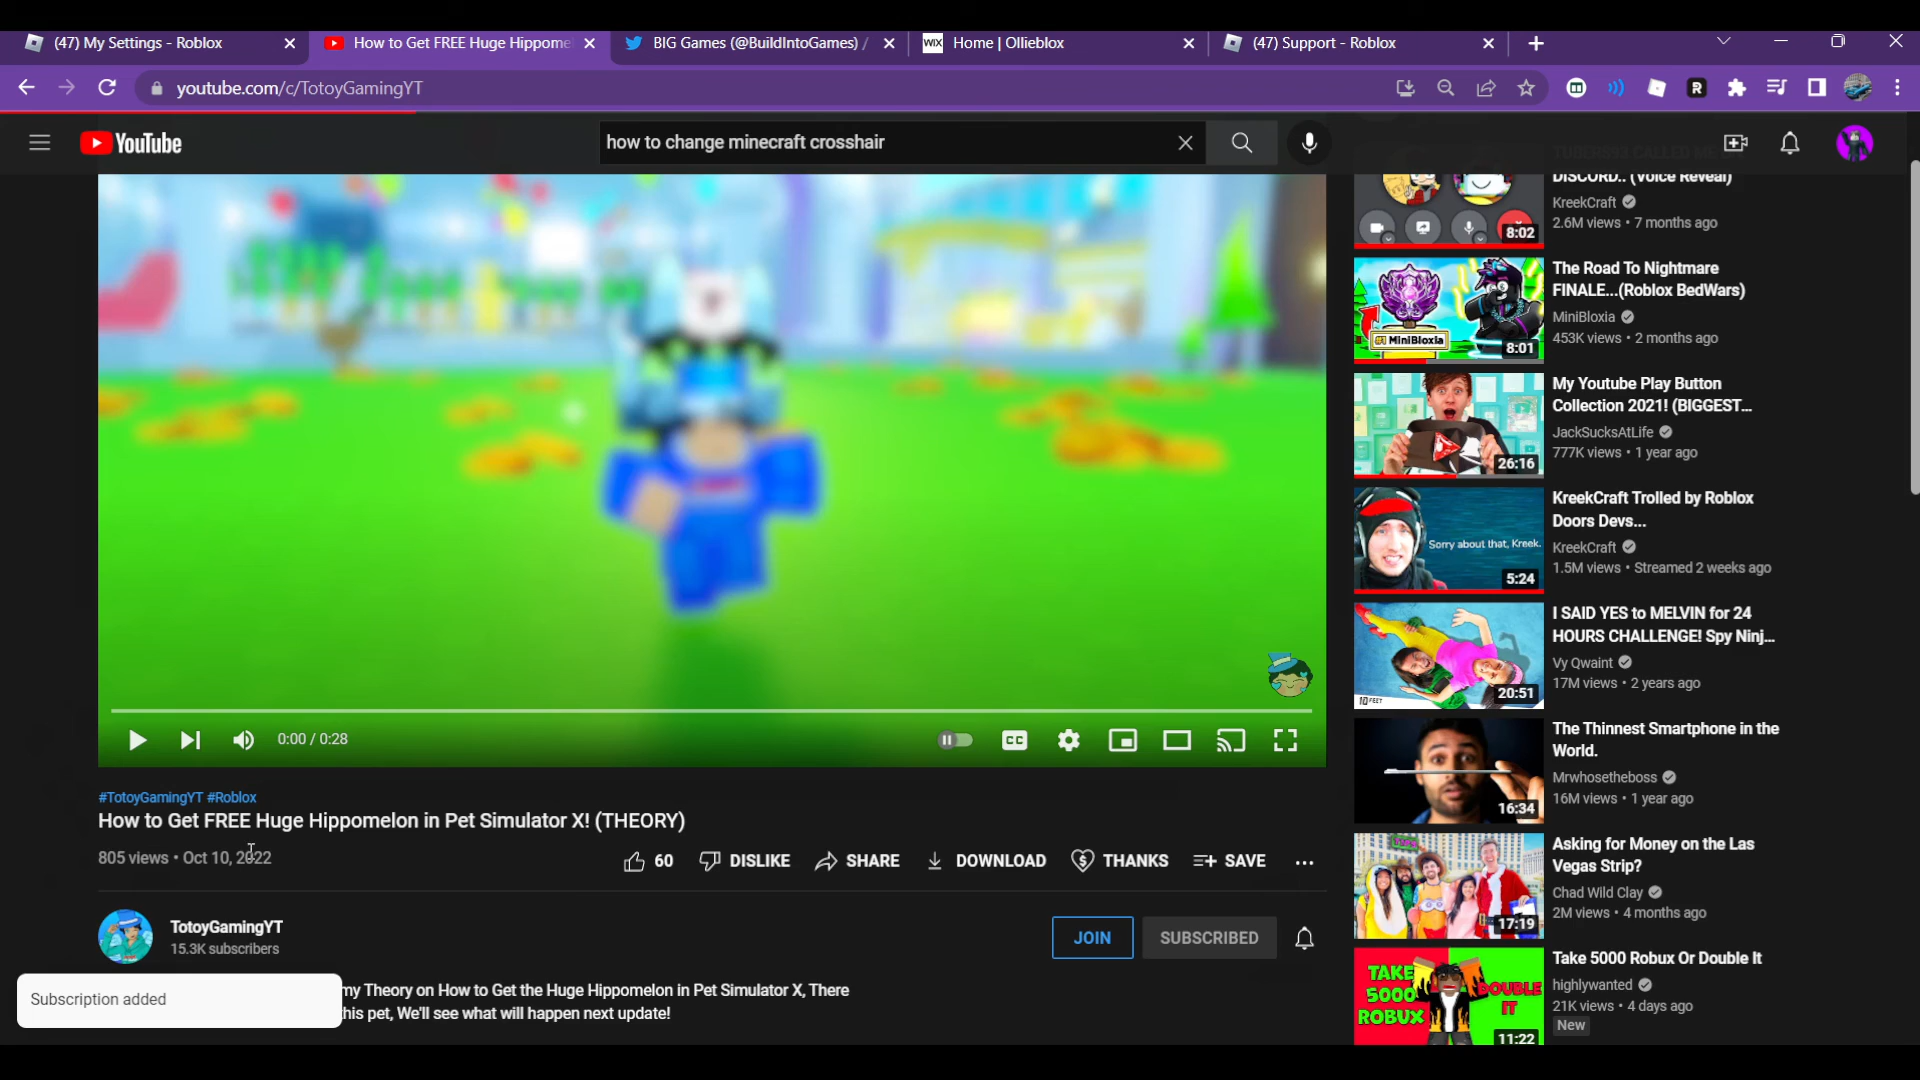 (47) My Settings - Roblox
How to Get FREE Huge Hippome
BIG Games (@BuildIntoGames) /
WIX Home | Ollieblox
(47) Support - Roblox
youtube.com/c/TotoyGamingYT
YouTube
how to change minecraft crosshair
DISCORD.. (Voice Reveal)
KreekCraft
2.6M views • 7 months ago
8:02
The Road To Nightmare
FINALE...(Roblox BedWars)
MiniBloxia
453K views • 2 months ago
#1 MiniBloxia
8:01
My Youtube Play Button
Collection 2021! (BIGGEST...
JackSucksAtLife
777K views • 1 year ago
26:16
KreekCraft Trolled by Roblox
Doors Devs...
KreekCraft
1.5M views • Streamed 2 weeks ago
Sorry about that, Kreek.
5:24
I SAID YES to MELVIN for 24
HOURS CHALLENGE! Spy Ninj...
Vy Qwaint
17M views • 2 years ago
10 FEET
20:51
The Thinnest Smartphone in the
World.
Mrwhosetheboss
16M views • 1 year ago
16:34
Asking for Money on the Las
Vegas Strip?
Chad Wild Clay
2M views • 4 months ago
17:19
Take 5000 Robux Or Double It
highlywanted
21K views • 4 days ago
New
TAKE 5000 ROBUX
DOUBLE IT
11:22
0:00 / 0:28
CC
#TotoyGamingYT #Roblox
How to Get FREE Huge Hippomelon in Pet Simulator X! (THEORY)
805 views • Oct 10, 2022
60 DISLIKE SHARE DOWNLOAD THANKS SAVE
TotoyGamingYT
15.3K subscribers
JOIN SUBSCRIBED
Subscription added
my Theory on How to Get the Huge Hippomelon in Pet Simulator X, There
this pet, We'll see what will happen next update!